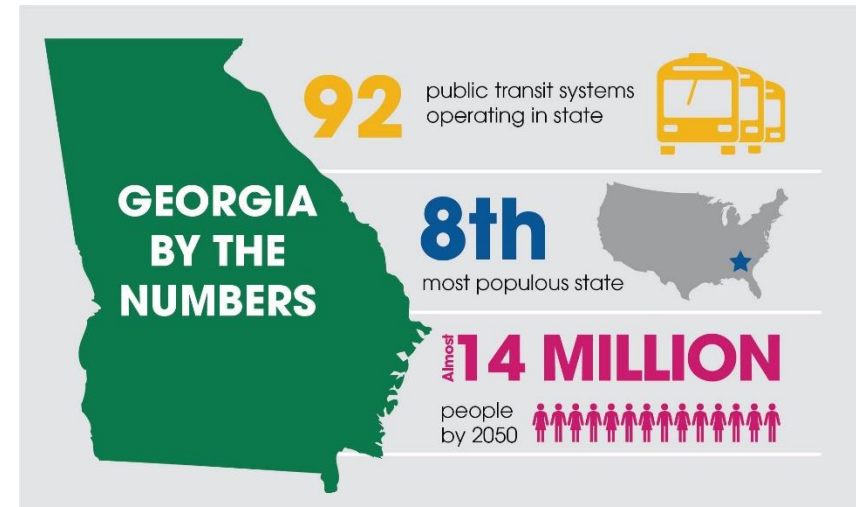 GEORGIA
BY THE
NUMBERS
92
public transit systems
operating in state
8th
most populous state
Almost 14 MILLION
people
by 2050